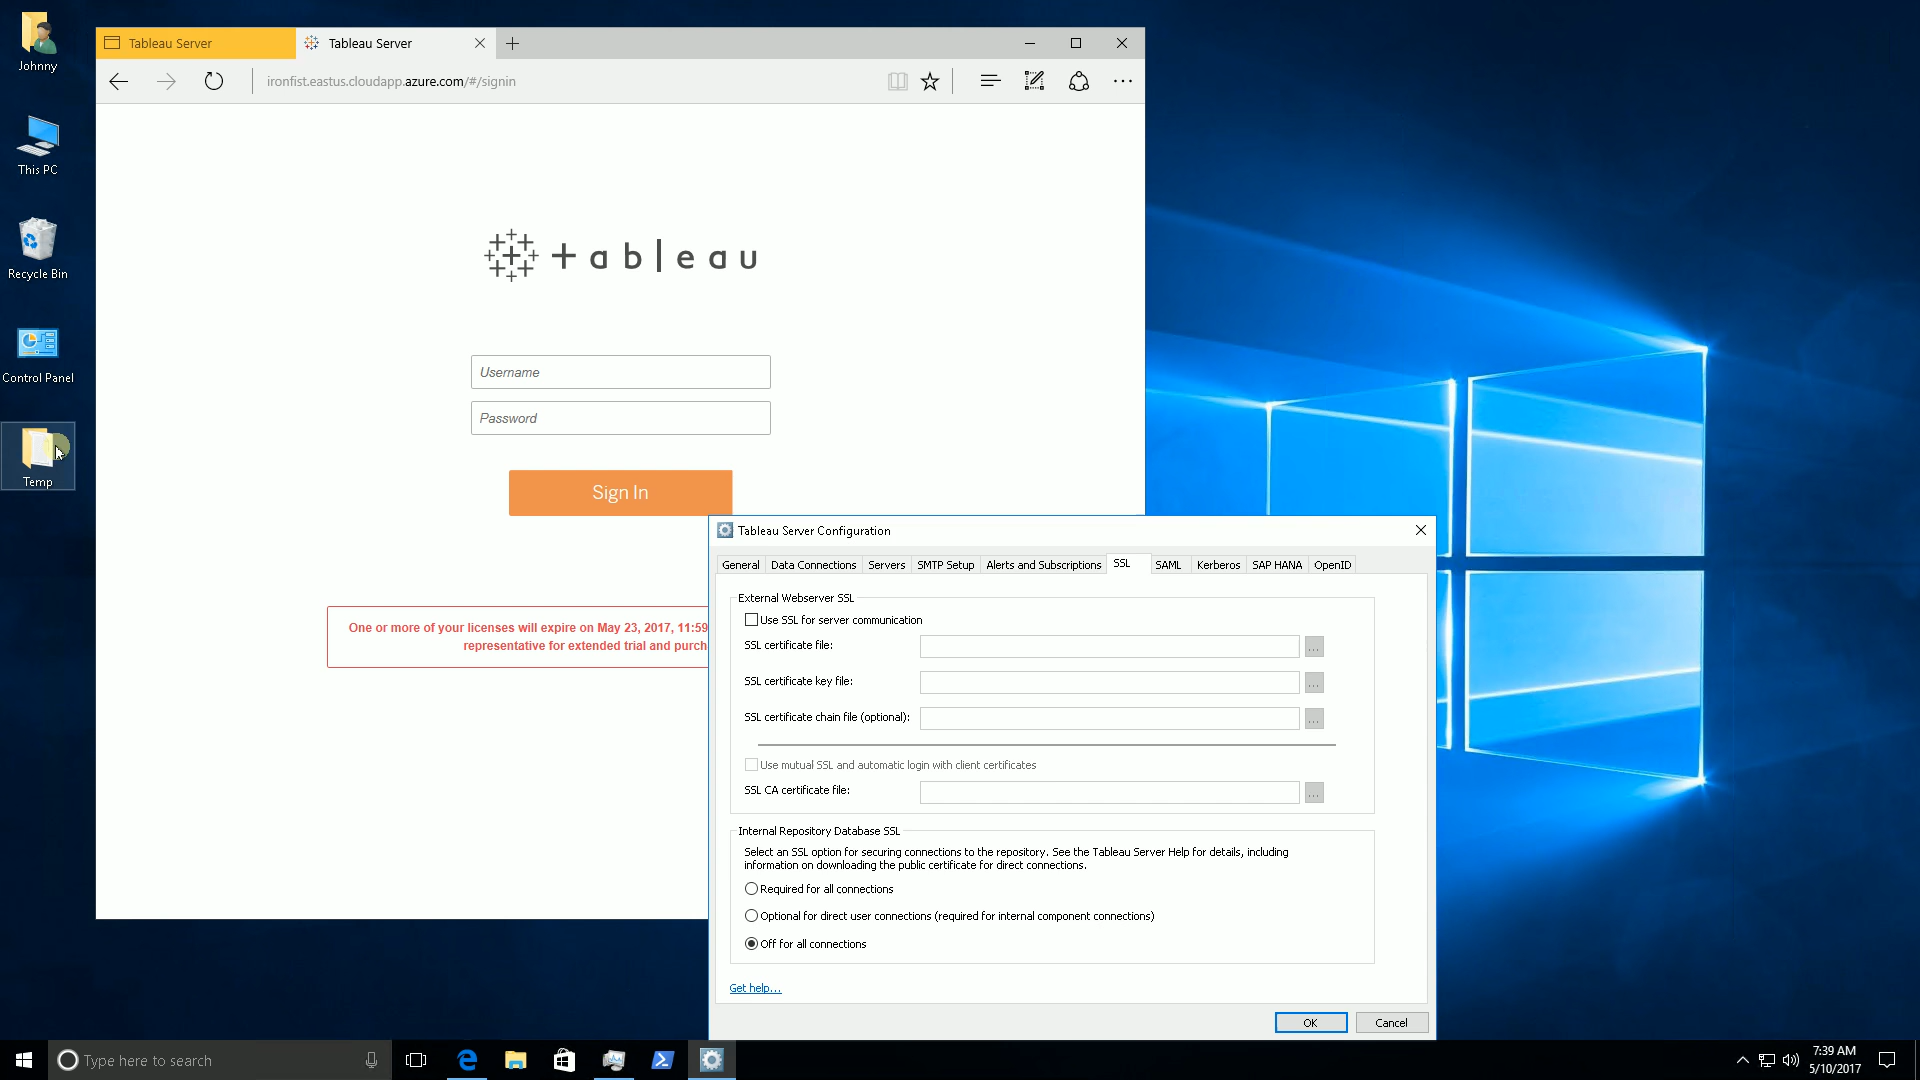 Johnny
This PC
Recycle Bin
Control Panel
Temp
Tableau Server
Tableau Server
ironfist.eastus.cloudapp.azure.com/#/signin
+ableau
Username
Password
Sign In
One or more of your licenses will expire on May 23, 2017, 11:59
representative for extended trial and purch
Tableau Server Configuration
General
Data Connections
Servers
SMTP Setup
Alerts and Subscriptions
SSL
SAML
Kerberos
SAP HANA
OpenID
External Webserver SSL
Use SSL for server communication
SSL certificate file:
...
SSL certificate key file:
...
SSL certificate chain file (optional):
...
Use mutual SSL and automatic login with client certificates
SSL CA certificate file:
...
Internal Repository Database SSL
Select an SSL option for securing connections to the repository. See the Tableau Server Help for details, including
information on downloading the public certificate for direct connections.
Required for all connections
Optional for direct user connections (required for internal component connections)
Off for all connections
Get help...
OK
Cancel
Type here to search
7:39 AM
5/10/2017